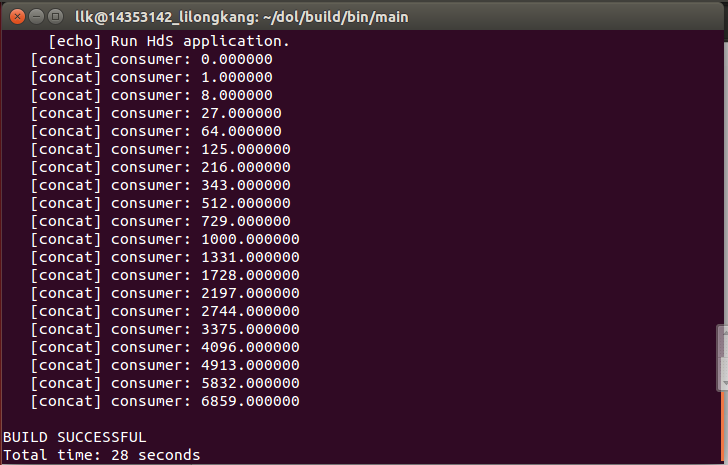 llk@14353142_lilongkang: ~/dol/build/bin/main
[echo] Run HdS application.
[concat] consumer: 0.000000
[concat] consumer: 1.000000
[concat] consumer: 8.000000
[concat] consumer: 27.000000
[concat] consumer: 64.000000
[concat] consumer: 125.000000
[concat] consumer: 216.000000
[concat] consumer: 343.000000
[concat] consumer: 512.000000
[concat] consumer: 729.000000
[concat] consumer: 1000.000000
[concat] consumer: 1331.000000
[concat] consumer: 1728.000000
[concat] consumer: 2197.000000
[concat] consumer: 2744.000000
[concat] consumer: 3375.000000
[concat] consumer: 4096.000000
[concat] consumer: 4913.000000
[concat] consumer: 5832.000000
[concat] consumer: 6859.000000
BUILD SUCCESSFUL
Total time: 28 seconds